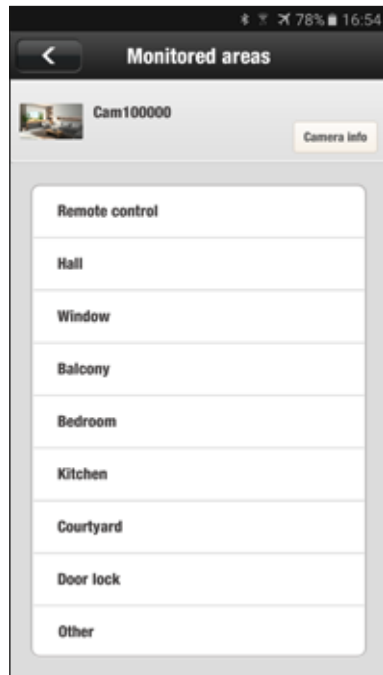 78% 16:54
Monitored areas
Cam100000
Camera info
Remote control
Hall
Window
Balcony
Bedroom
Kitchen
Courtyard
Door lock
Other